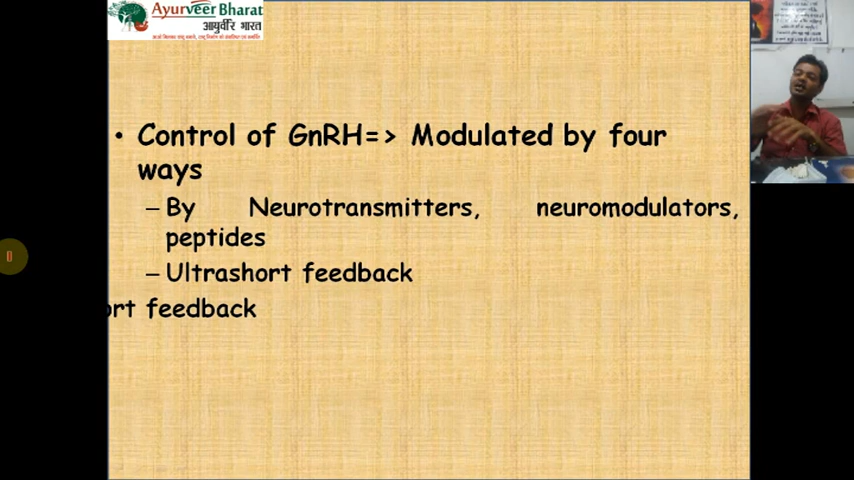 Ayurveer Bharat
आयुर्वीर भारत
• Control of GnRH=> Modulated by four
ways
– By Neurotransmitters, neuromodulators,
peptides
– Ultrashort feedback
ort feedback